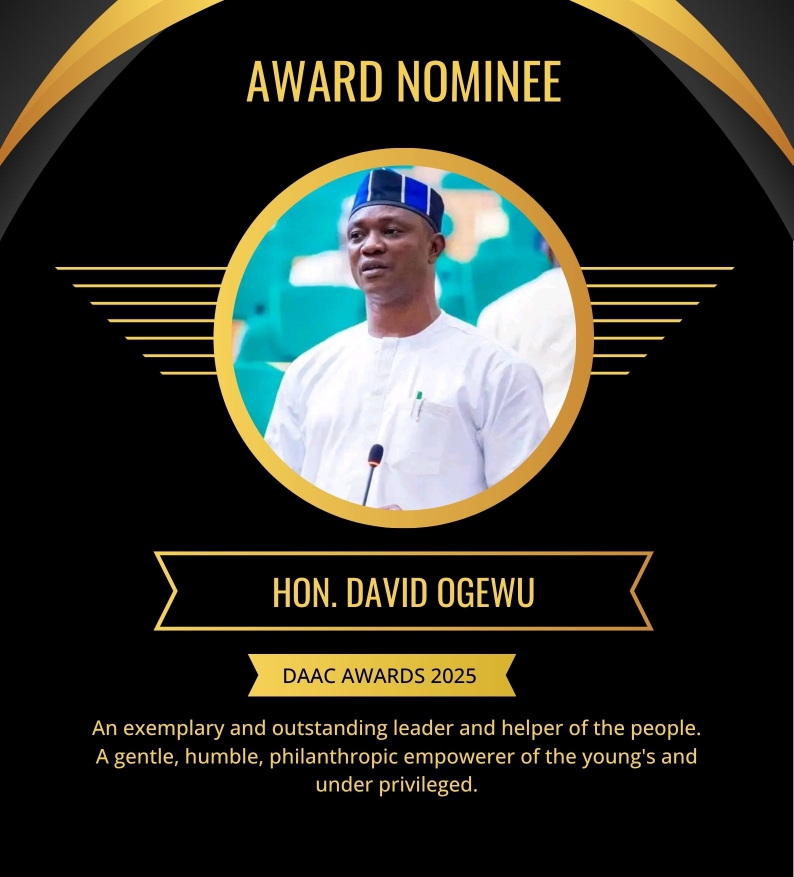 AWARD NOMINEE
HON. DAVID OGEWU
DAAC AWARDS 2025
An exemplary and outstanding leader and helper of the people.
A gentle, humble, philanthropic empowerer of the young's and
under privileged.